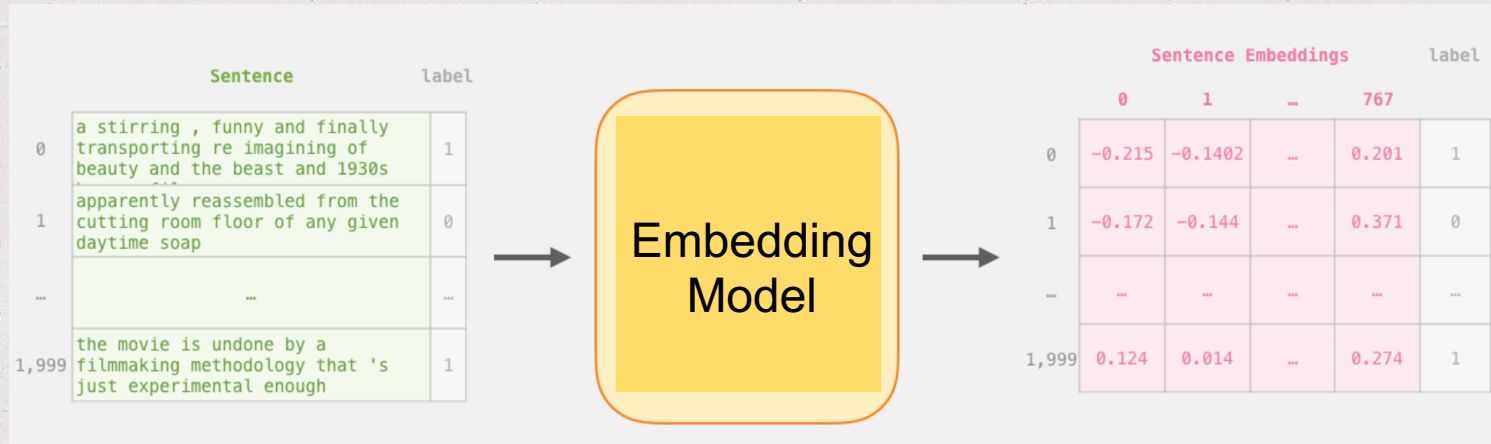 Sentence label
0 a stirring , funny and finally
transporting re imagining of
beauty and the beast and 1930s
1
1 apparently reassembled from the
cutting room floor of any given
daytime soap
0
… … …
1,999 the movie is undone by a
filmmaking methodology that 's
just experimental enough
1
Embedding
Model
Sentence Embeddings label
0 1 … 767
0 -0.215 -0.1402 … 0.201 1
1 -0.172 -0.144 … 0.371 0
… … … … … …
1,999 0.124 0.014 … 0.274 1